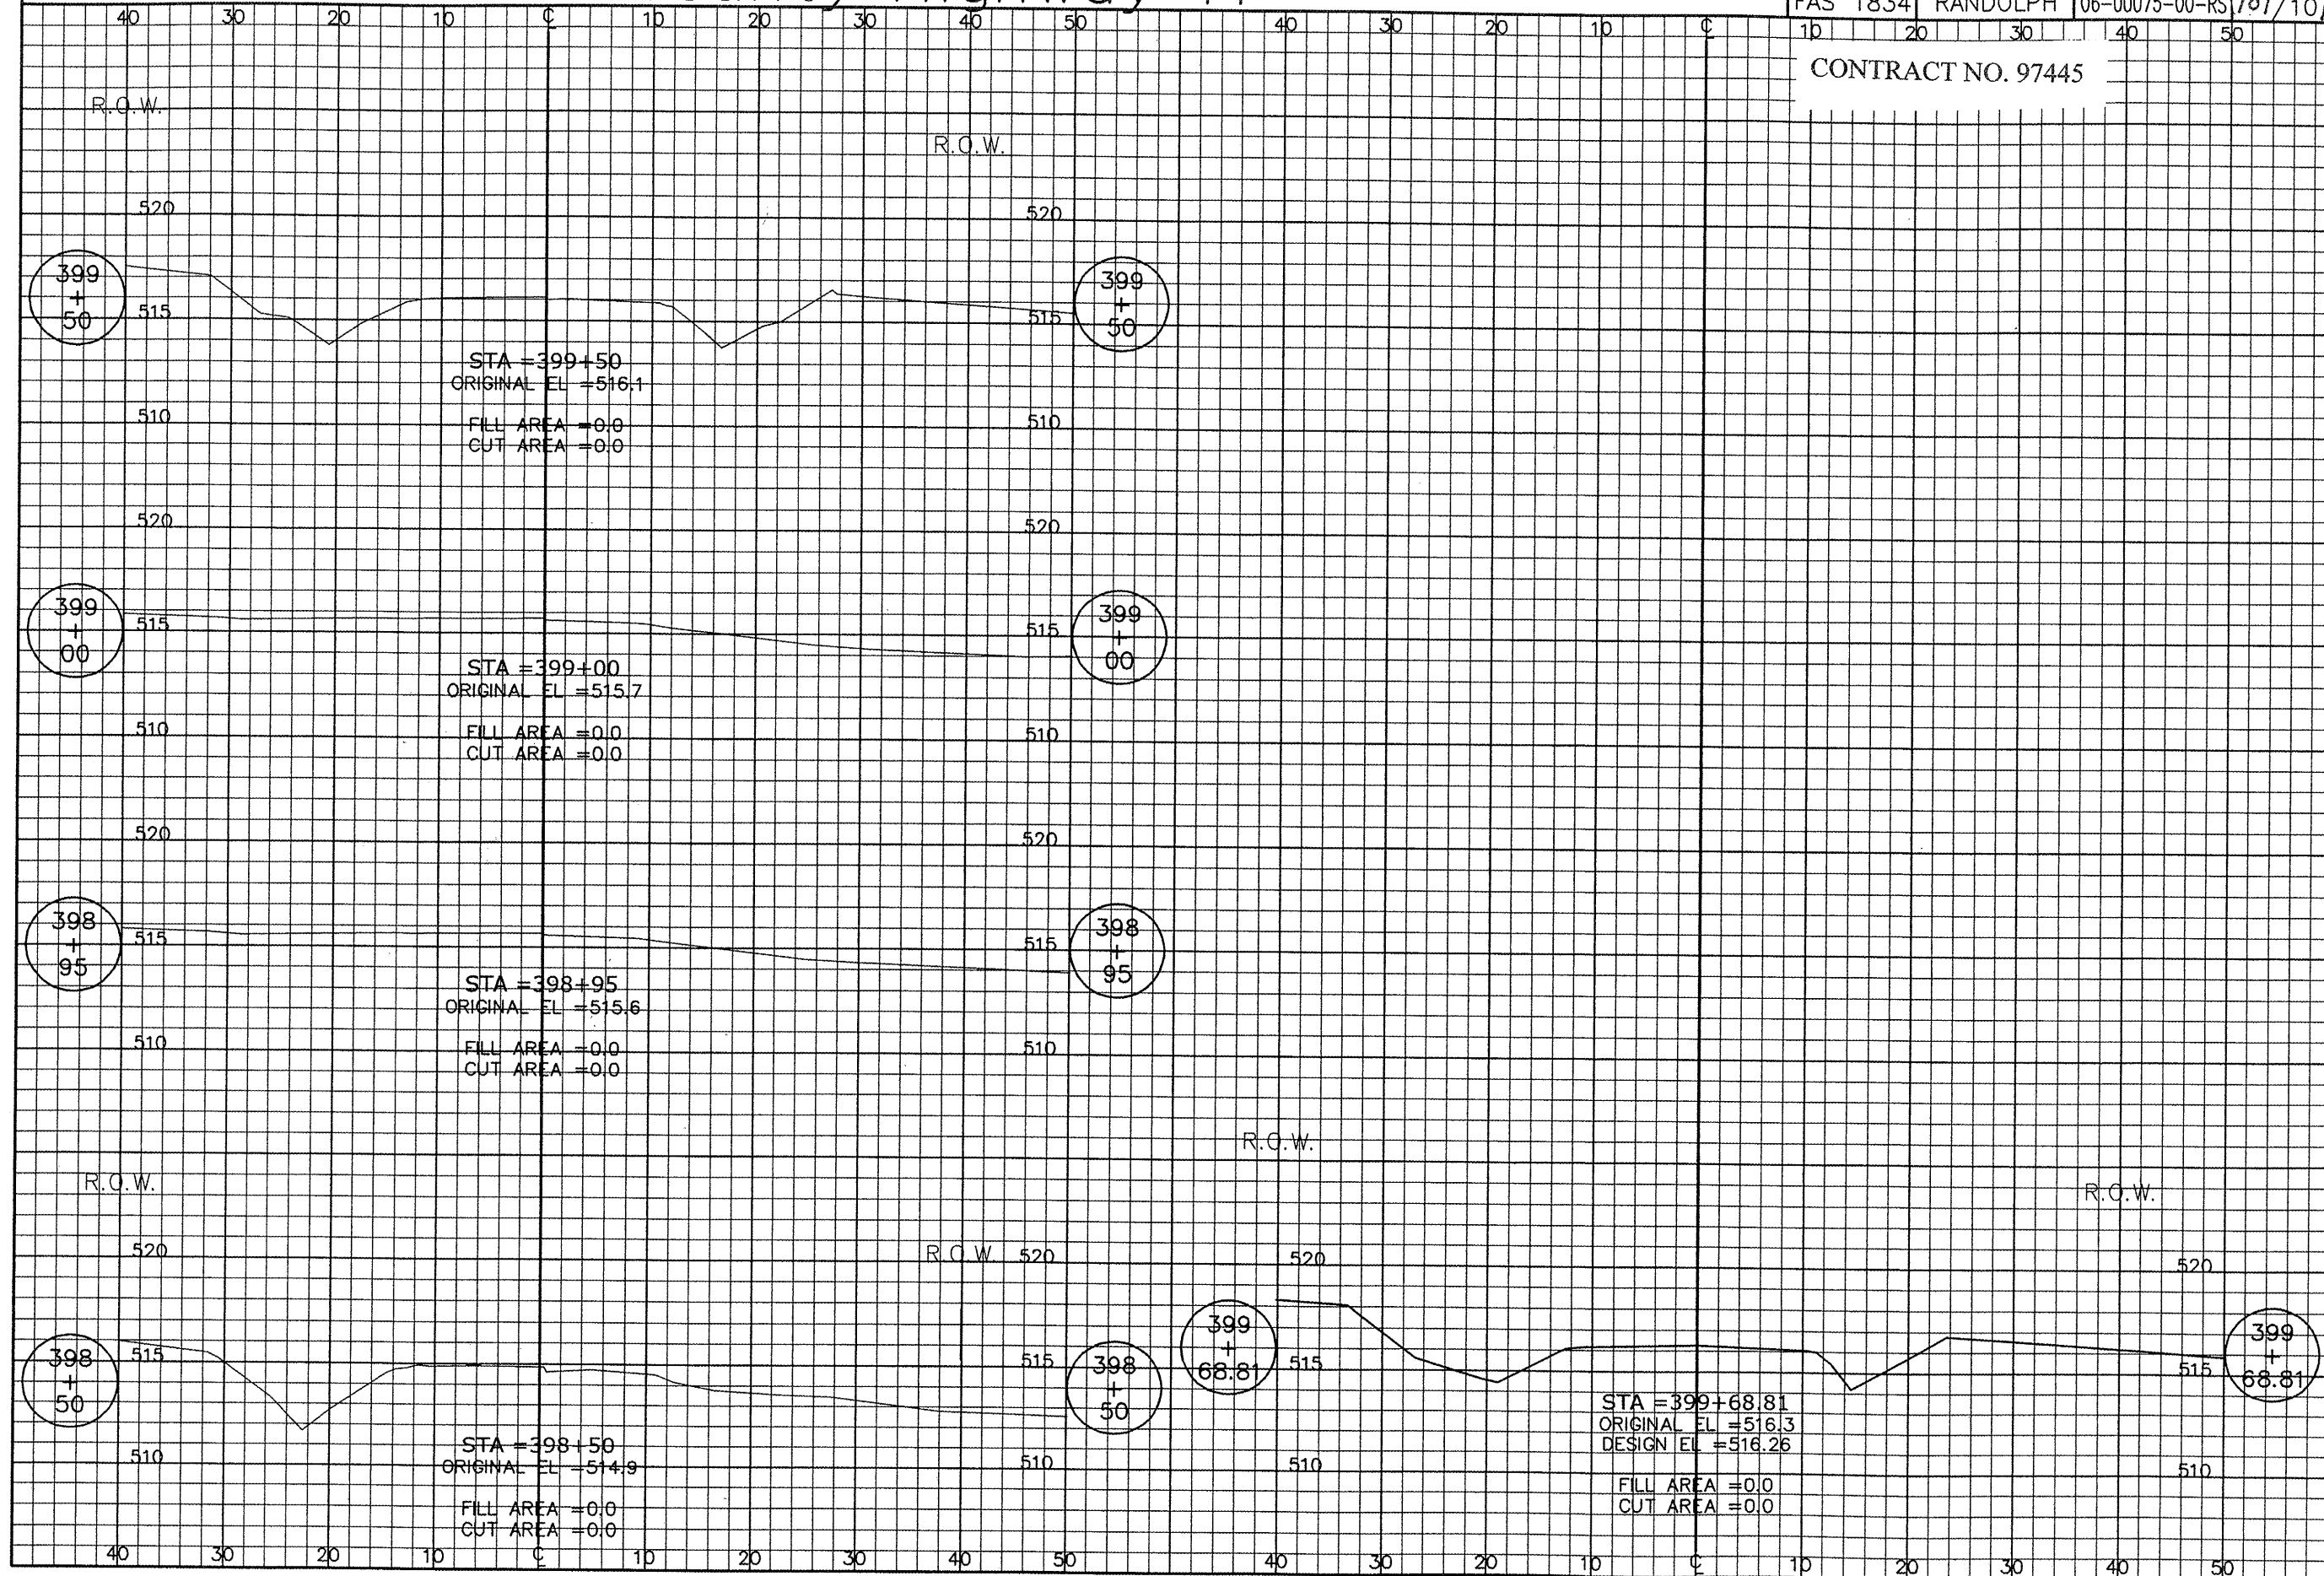 FAS 1834 RANDOLPH 06-00075-00-RS
40 30 20 10 C 10 20 30 40 50 40 30 20 10 C 10 20 30 40 50
CONTRACT NO. 97445
R.O.W.
R.O.W.
520 520
399 + 50
515 515
399 + 50
STA =399+50
ORIGINAL EL =516.1
510 510
FILL AREA =0.0
CUT AREA =0.0
520 520
399 + 00
515 515
399 + 00
STA =399+00
ORIGINAL EL =515.7
510 510
FILL AREA =0.0
CUT AREA =0.0
520 520
398 + 95
515 515
398 + 95
STA =398+95
ORIGINAL EL =515.6
510 510
FILL AREA =0.0
CUT AREA =0.0
R.O.W.
R.O.W.
520 520
398 + 50
515 515
398 + 50
STA =398+50
ORIGINAL EL =514.9
510 510
FILL AREA =0.0
CUT AREA =0.0
R.O.W.
R.O.W.
520 520
399 + 68.81
515 515
399 + 68.81
STA =399+68.81
ORIGINAL EL =516.3
DESIGN EL =516.26
510 510
FILL AREA =0.0
CUT AREA =0.0
40 30 20 10 C 10 20 30 40 50 40 30 20 10 C 10 20 30 40 50